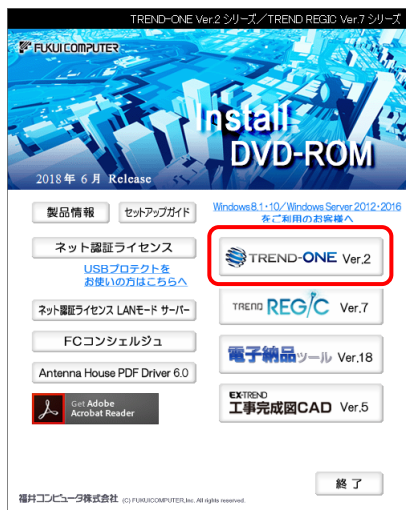 TREND-ONE Ver.2 シリーズ／TREND REGIC Ver.7 シリーズ
FUKUI COMPUTER
Install
DVD-ROM
2018年 6月 Release
製品情報
セットアップガイド
Windows8.1・10／Windows Server 2012・2016
をご利用のお客様へ
ネット認証ライセンス
USBプロテクトを
お使いの方はこちらへ
TREND-ONE Ver.2
ネット認証ライセンス LANモード サーバー
TREND REGIC Ver.7
FCコンシェルジュ
電子納品ツール Ver.18
Antenna House PDF Driver 6.0
Get Adobe
Acrobat Reader
EX-TREND
工事完成図CAD Ver.5
終了
福井コンピュータ株式会社 (C) FUKUICOMPUTER,Inc. All rights reserved.